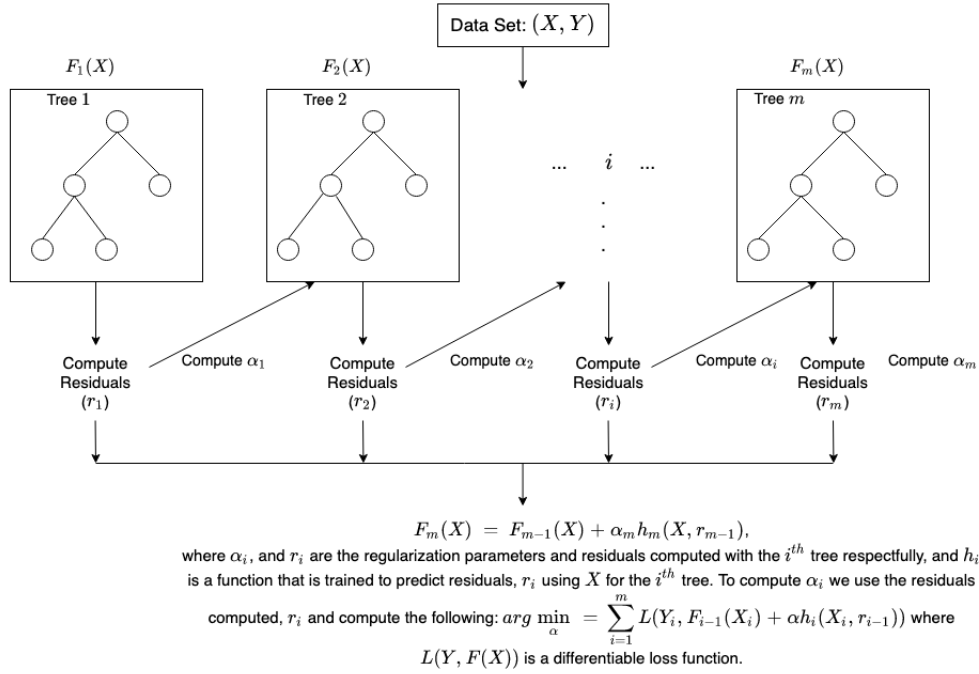 Data Set: (X, Y)
F₁(X) F₂(X) Fₘ(X)
Tree 1 Tree 2 Tree m
... i ...
.
.
.
Compute
Residuals
(r₁)
Compute α₁
Compute
Residuals
(r₂)
Compute α₂
Compute
Residuals
(rᵢ)
Compute αᵢ
Compute
Residuals
(rₘ)
Compute αₘ
Fₘ(X) = Fₘ₋₁(X) + αₘhₘ(X, rₘ₋₁),
where αᵢ, and rᵢ are the regularization parameters and residuals computed with the iᵗʰ tree respectfully, and hᵢ
is a function that is trained to predict residuals, rᵢ using X for the iᵗʰ tree. To compute αᵢ we use the residuals
computed, rᵢ and compute the following: arg min_α = ∑ᵢ₌₁ᵐ L(Yᵢ, Fᵢ₋₁(Xᵢ) + αhᵢ(Xᵢ, rᵢ₋₁)) where
L(Y, F(X)) is a differentiable loss function.